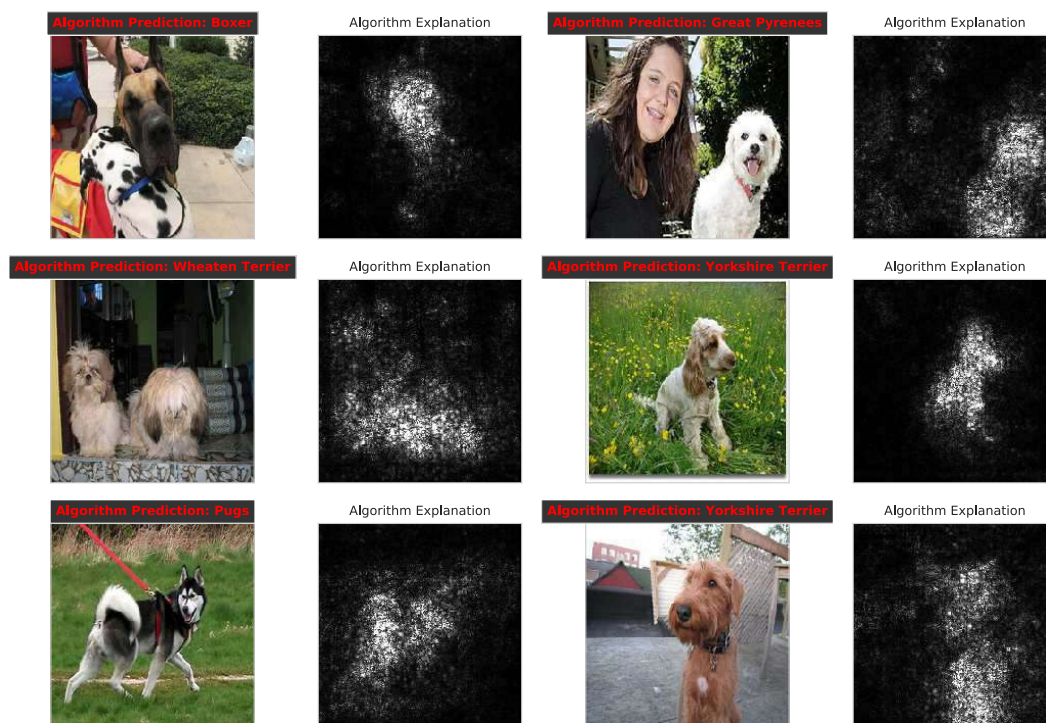 Algorithm Prediction: Boxer
Algorithm Explanation
Algorithm Prediction: Great Pyrenees
Algorithm Explanation
Algorithm Prediction: Wheaten Terrier
Algorithm Explanation
Algorithm Prediction: Yorkshire Terrier
Algorithm Explanation
Algorithm Prediction: Pugs
Algorithm Explanation
Algorithm Prediction: Yorkshire Terrier
Algorithm Explanation